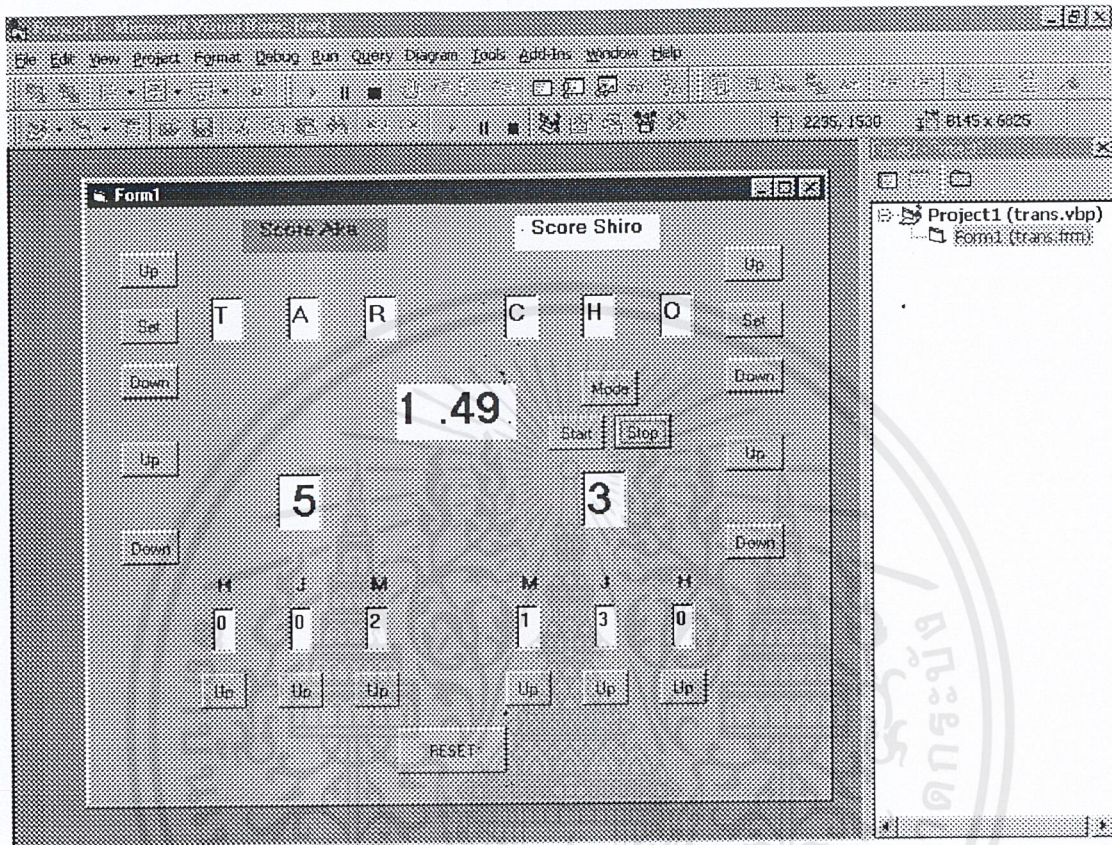 File Edit View Project Format Debug Run Query Diagram Tools Add-Ins Window Help
2295, 1530 8145 x 6825
Form1
Score Aka Score Shiro
Up Up
T A R C H O
Set Set
Down Mode Down
1 .49.
Start Stop
Up Up
5 3
Down Down
H J M M J H
0 0 2 1 3 0
Up Up Up Up Up Up
RESET
Project1 (trans.vbp)
Form1 (trans.frm)